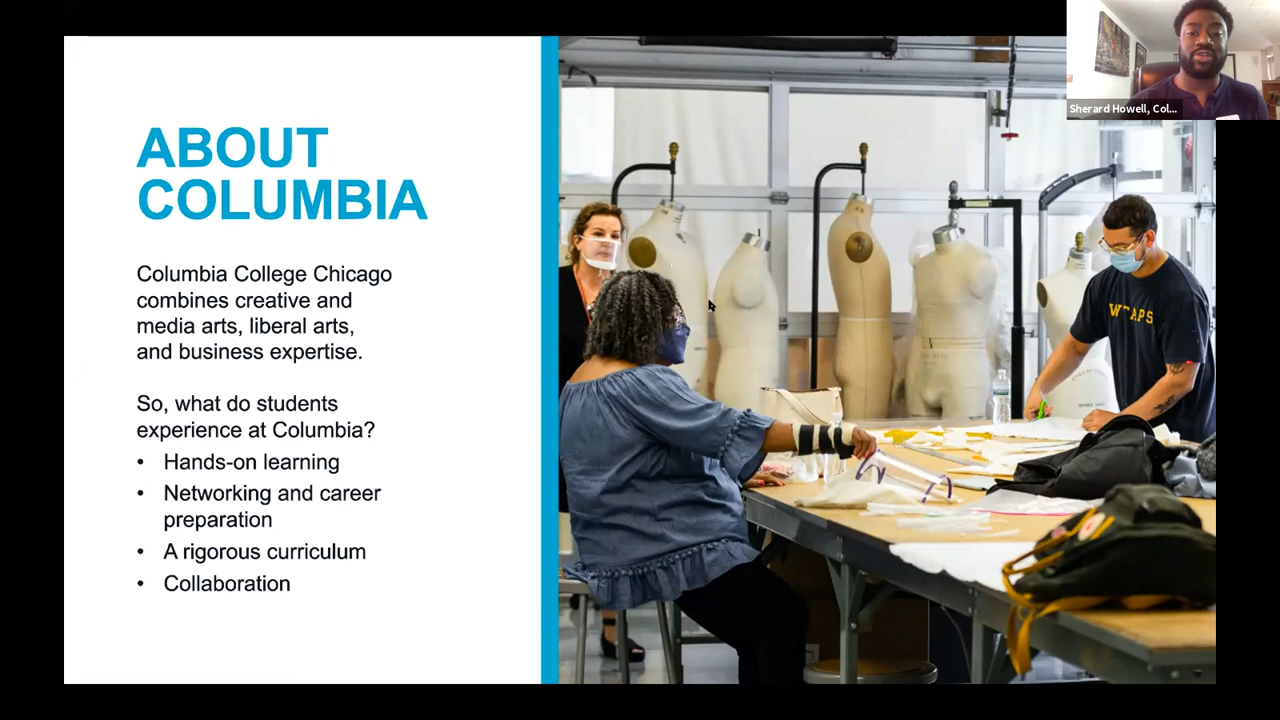 Sherard Howell, Col...
ABOUT
COLUMBIA
Columbia College Chicago
combines creative and
media arts, liberal arts,
and business expertise.
So, what do students
experience at Columbia?
• Hands-on learning
• Networking and career
preparation
• A rigorous curriculum
• Collaboration